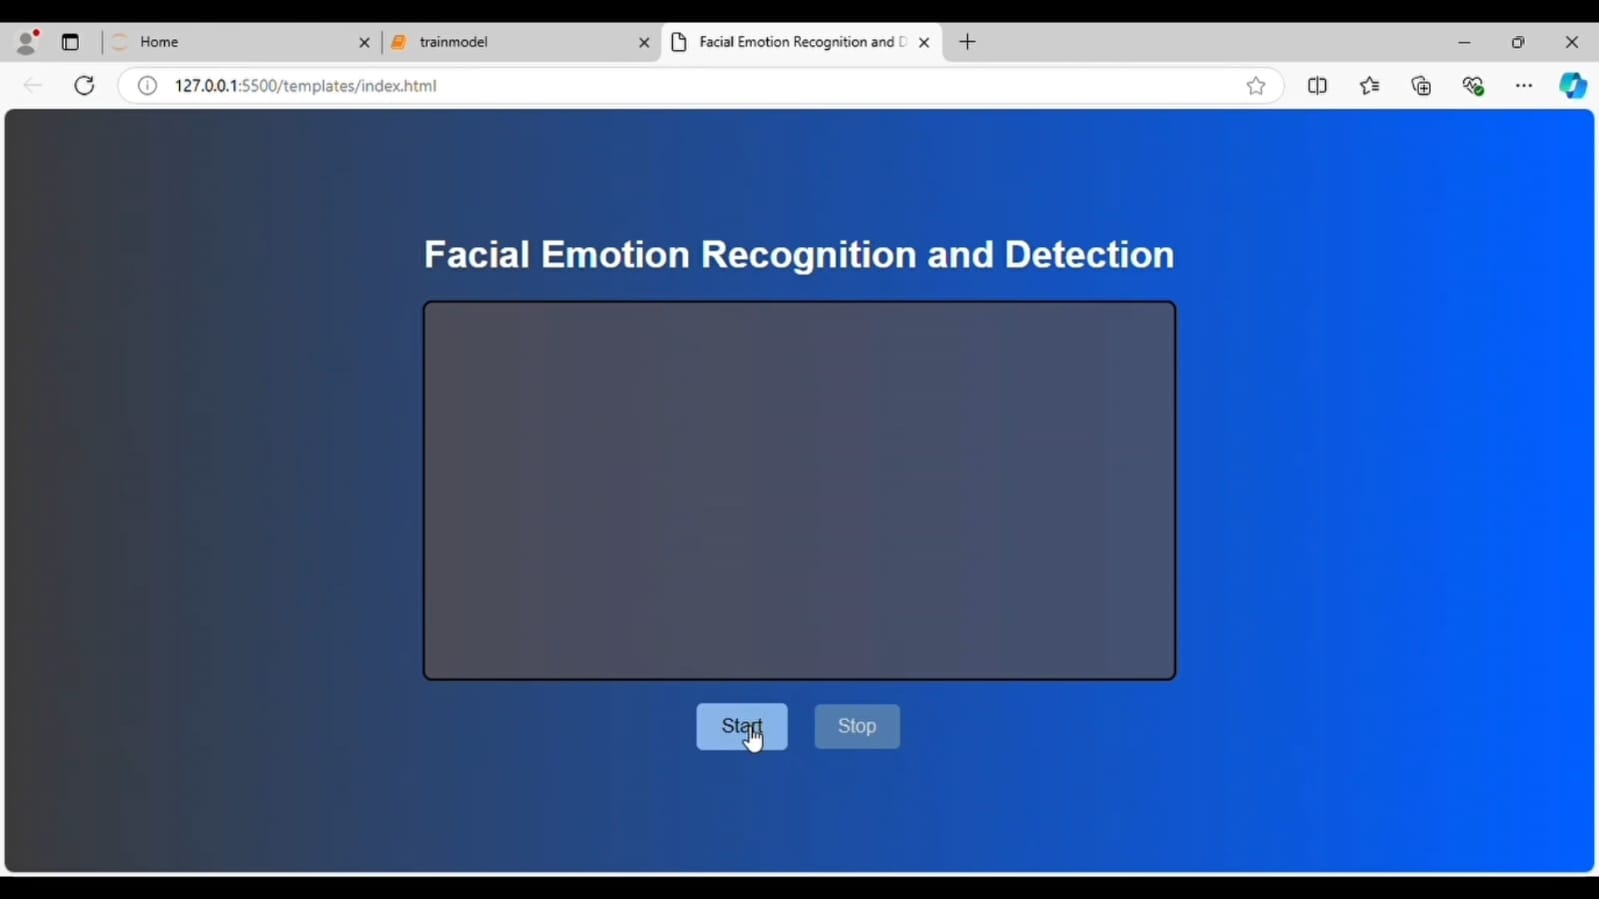 Home
trainmodel
Facial Emotion Recognition and D
127.0.0.1:5500/templates/index.html
Facial Emotion Recognition and Detection
Start
Stop